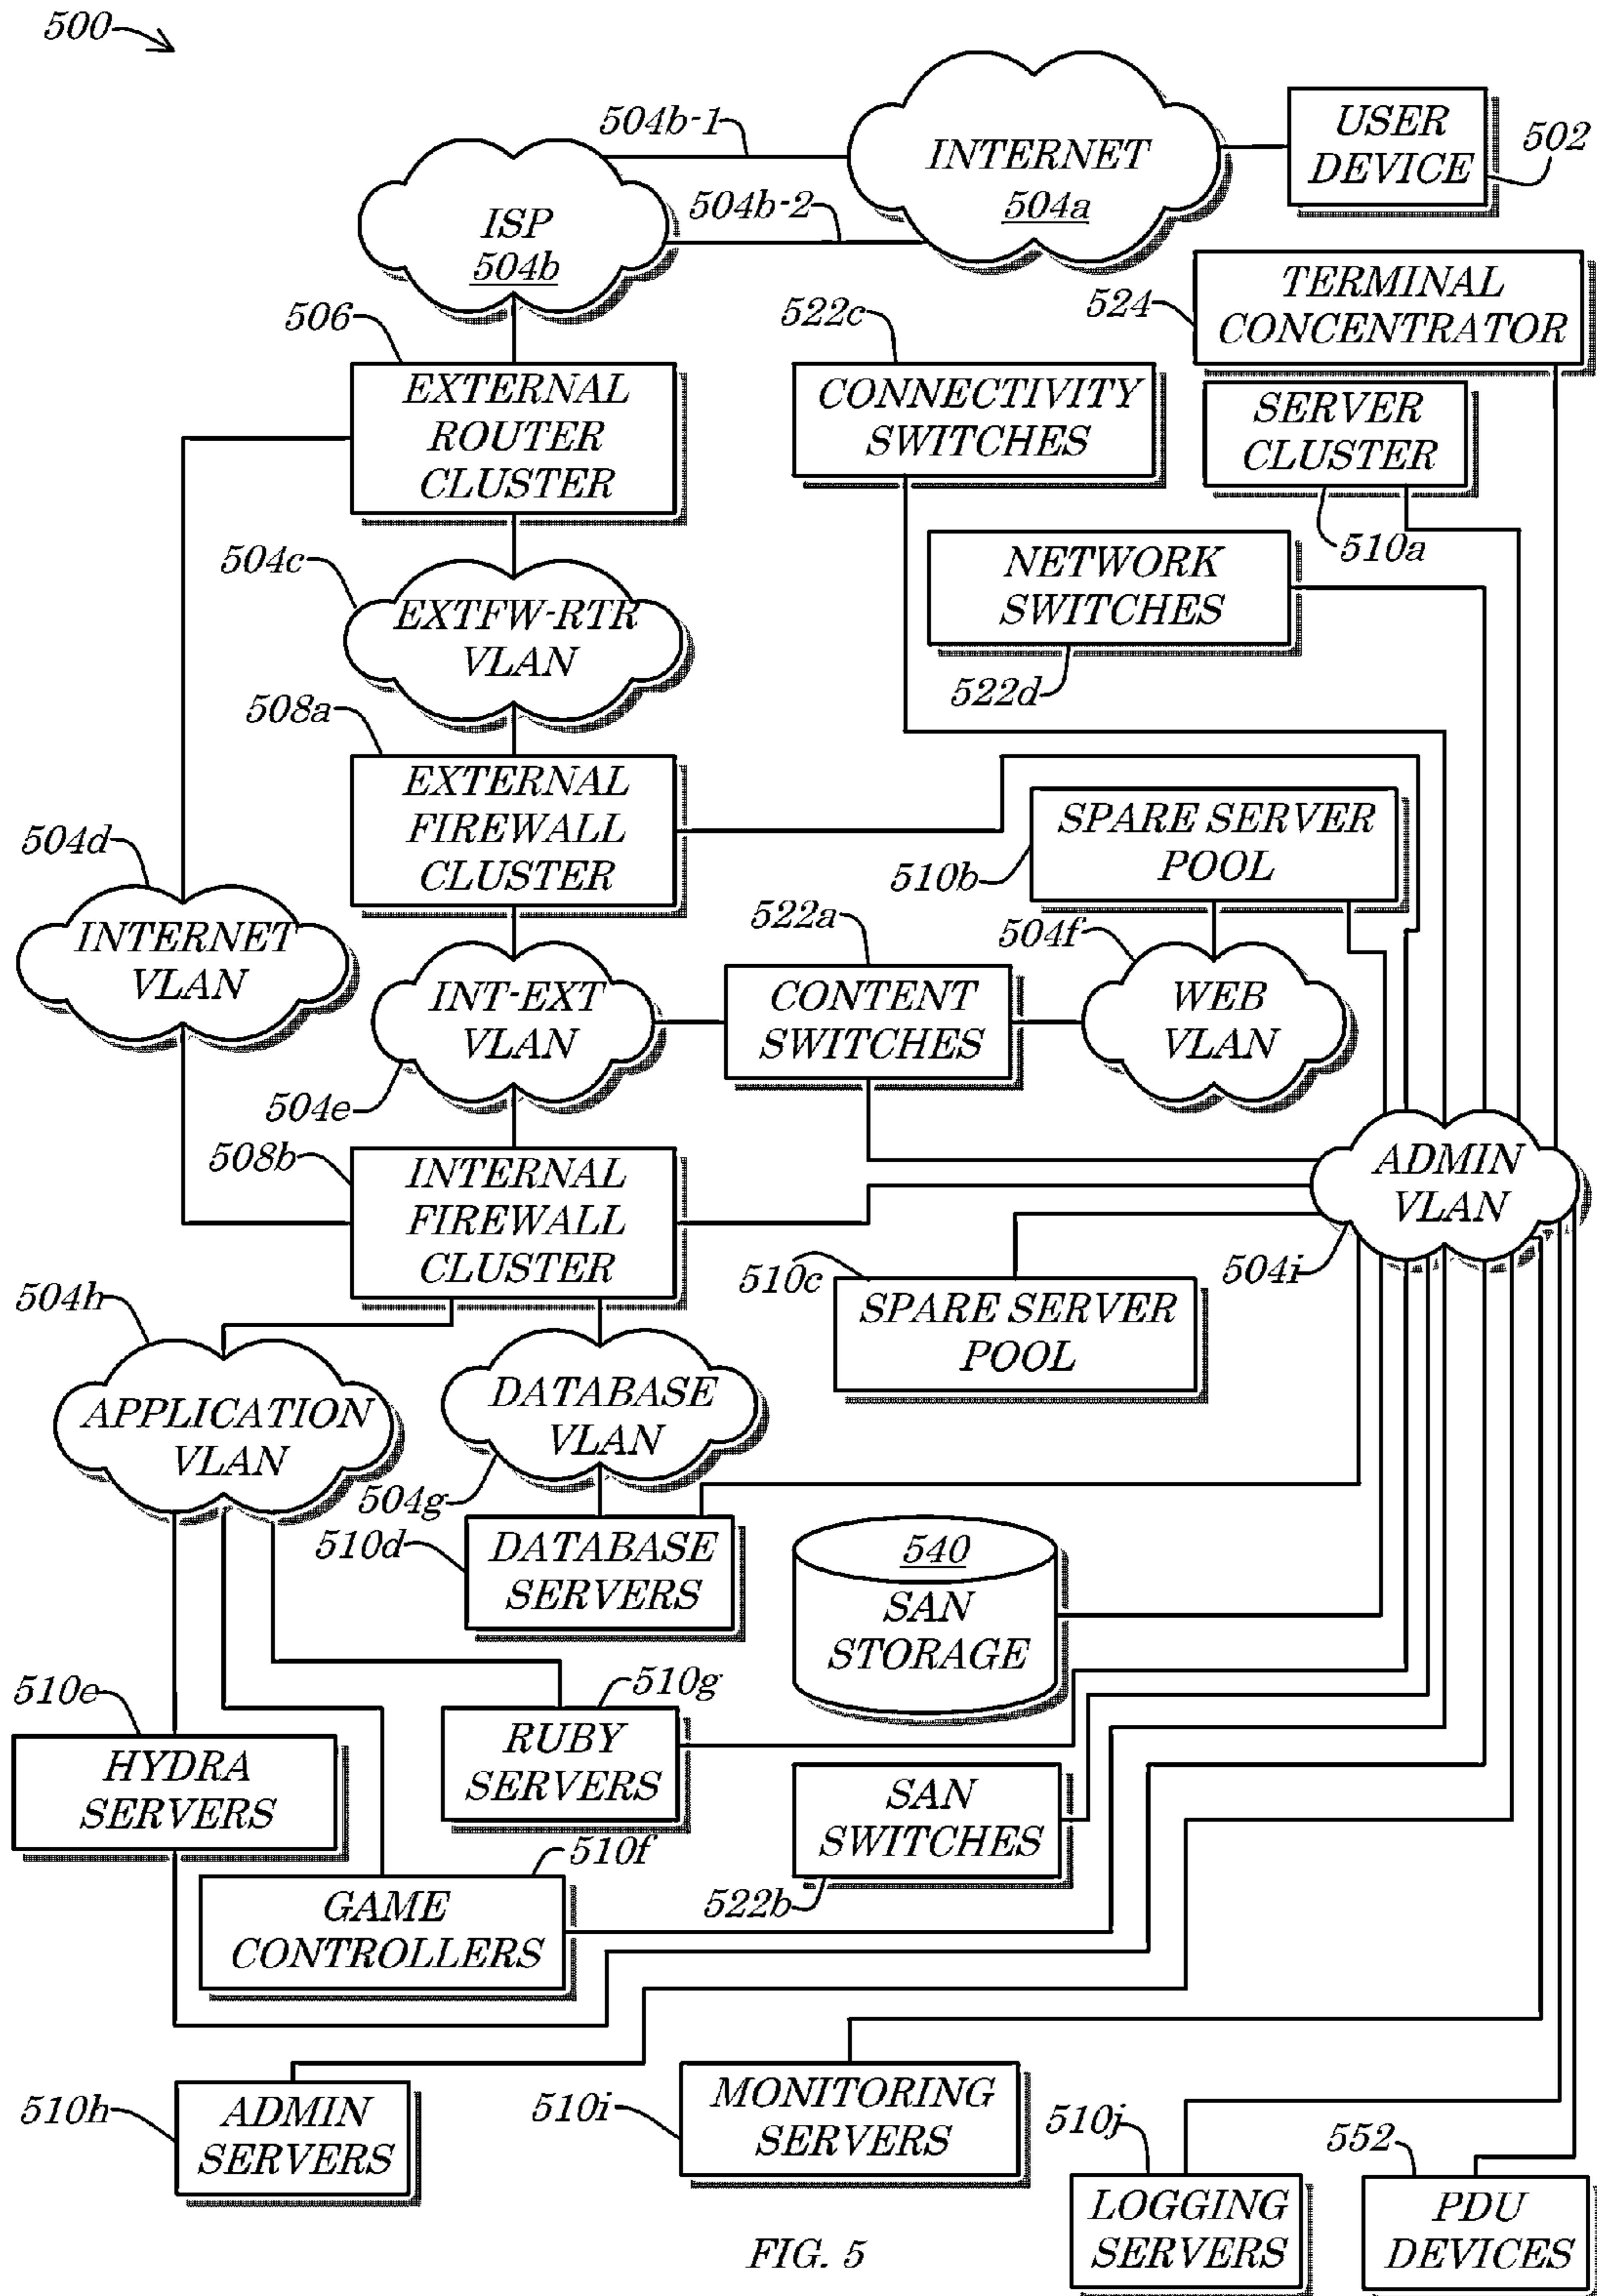 500
504b-1
INTERNET
504a
USER
DEVICE
502
ISP
504b
504b-2
506
522c
524
TERMINAL
CONCENTRATOR
EXTERNAL
ROUTER
CLUSTER
CONNECTIVITY
SWITCHES
SERVER
CLUSTER
510a
504c
EXTFW-RTR
VLAN
NETWORK
SWITCHES
522d
508a
EXTERNAL
FIREWALL
CLUSTER
SPARE SERVER
POOL
510b
504d
INTERNET
VLAN
INT-EXT
VLAN
504e
522a
CONTENT
SWITCHES
504f
WEB
VLAN
508b
INTERNAL
FIREWALL
CLUSTER
ADMIN
VLAN
504i
510c
SPARE SERVER
POOL
504h
APPLICATION
VLAN
DATABASE
VLAN
504g
510d
DATABASE
SERVERS
540
SAN
STORAGE
510e
HYDRA
SERVERS
510g
RUBY
SERVERS
SAN
SWITCHES
522b
510f
GAME
CONTROLLERS
510h
ADMIN
SERVERS
510i
MONITORING
SERVERS
510j
LOGGING
SERVERS
552
PDU
DEVICES
FIG. 5